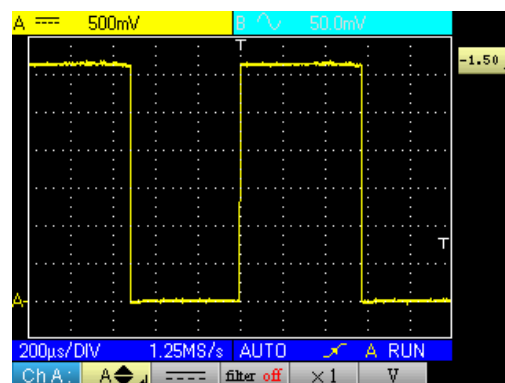 A 500mV B 50.0mV
T
-1.50
T
A
200µs/DIV 1.25MS/s AUTO A RUN
Ch A: A filter off ×1 V